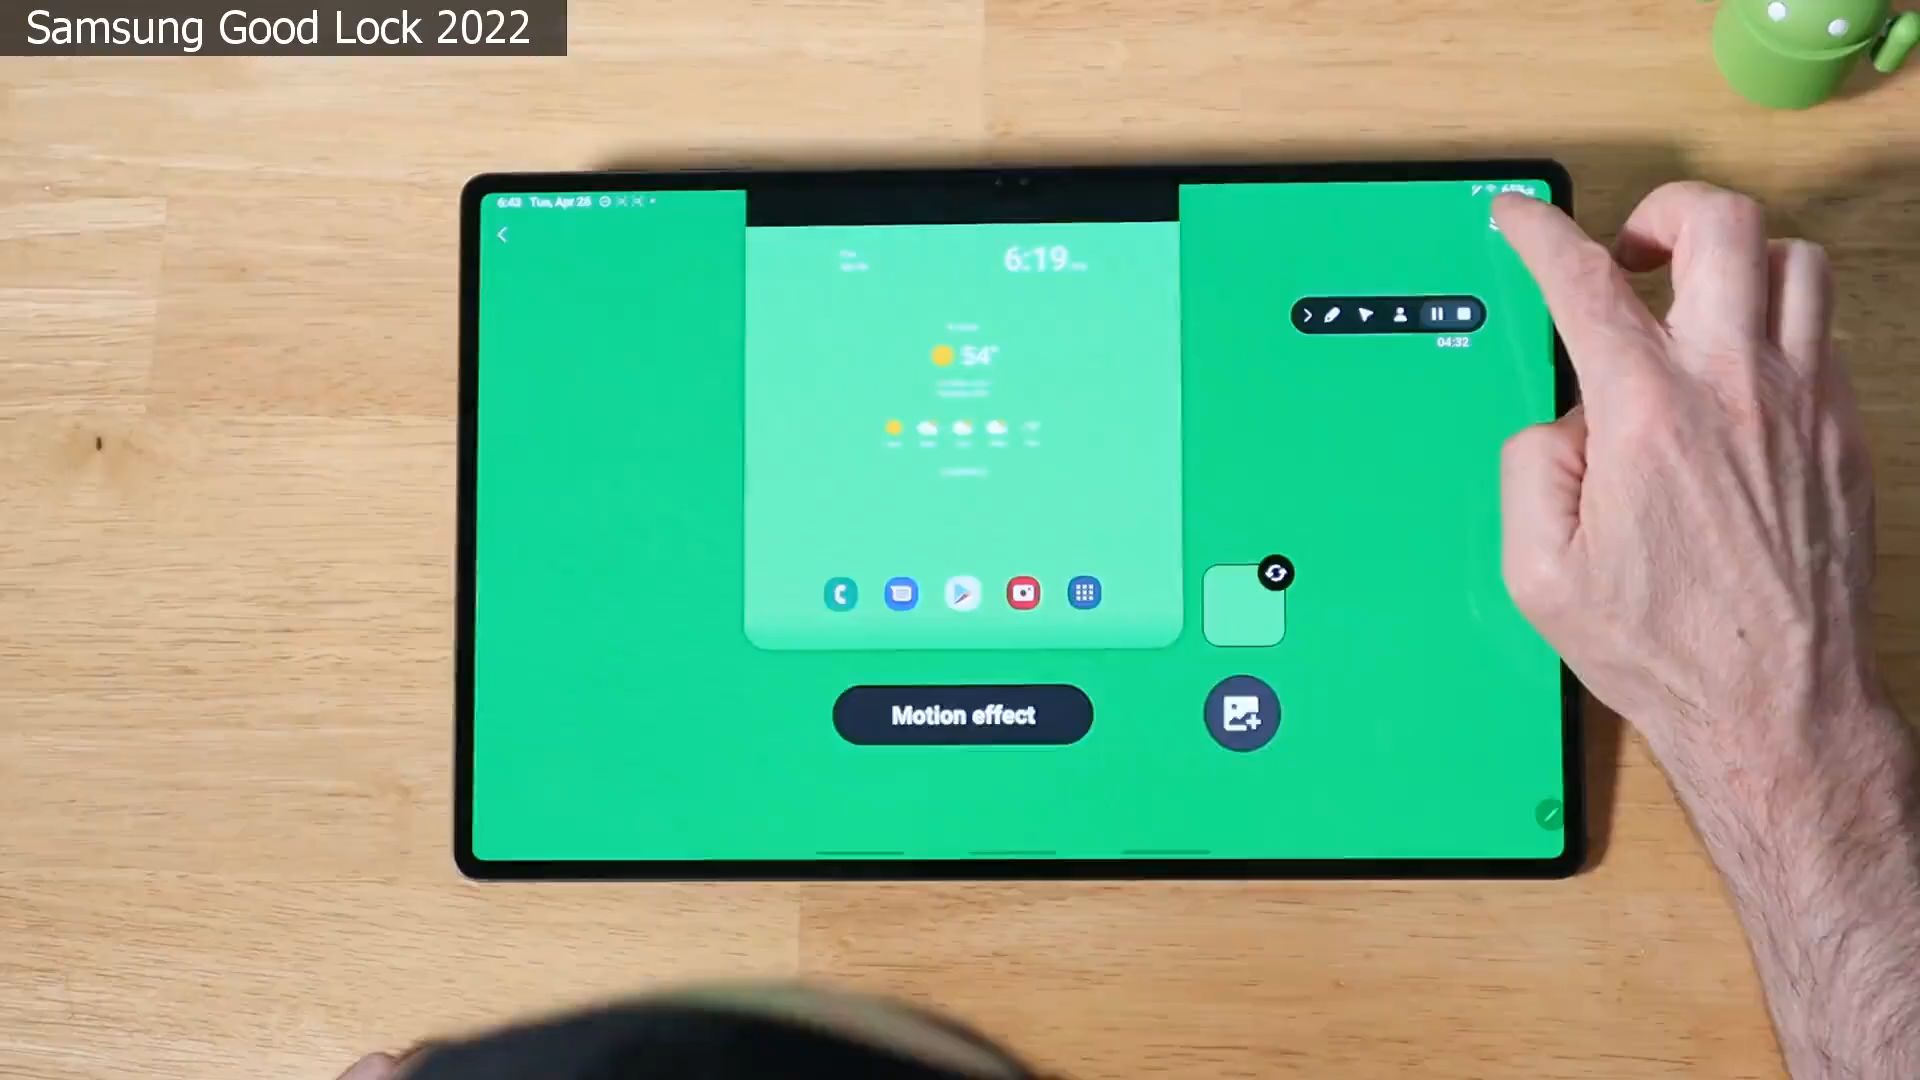 Samsung Good Lock 2022
6:43 Tue, Apr 26
6:19
54°
04:32
Motion effect